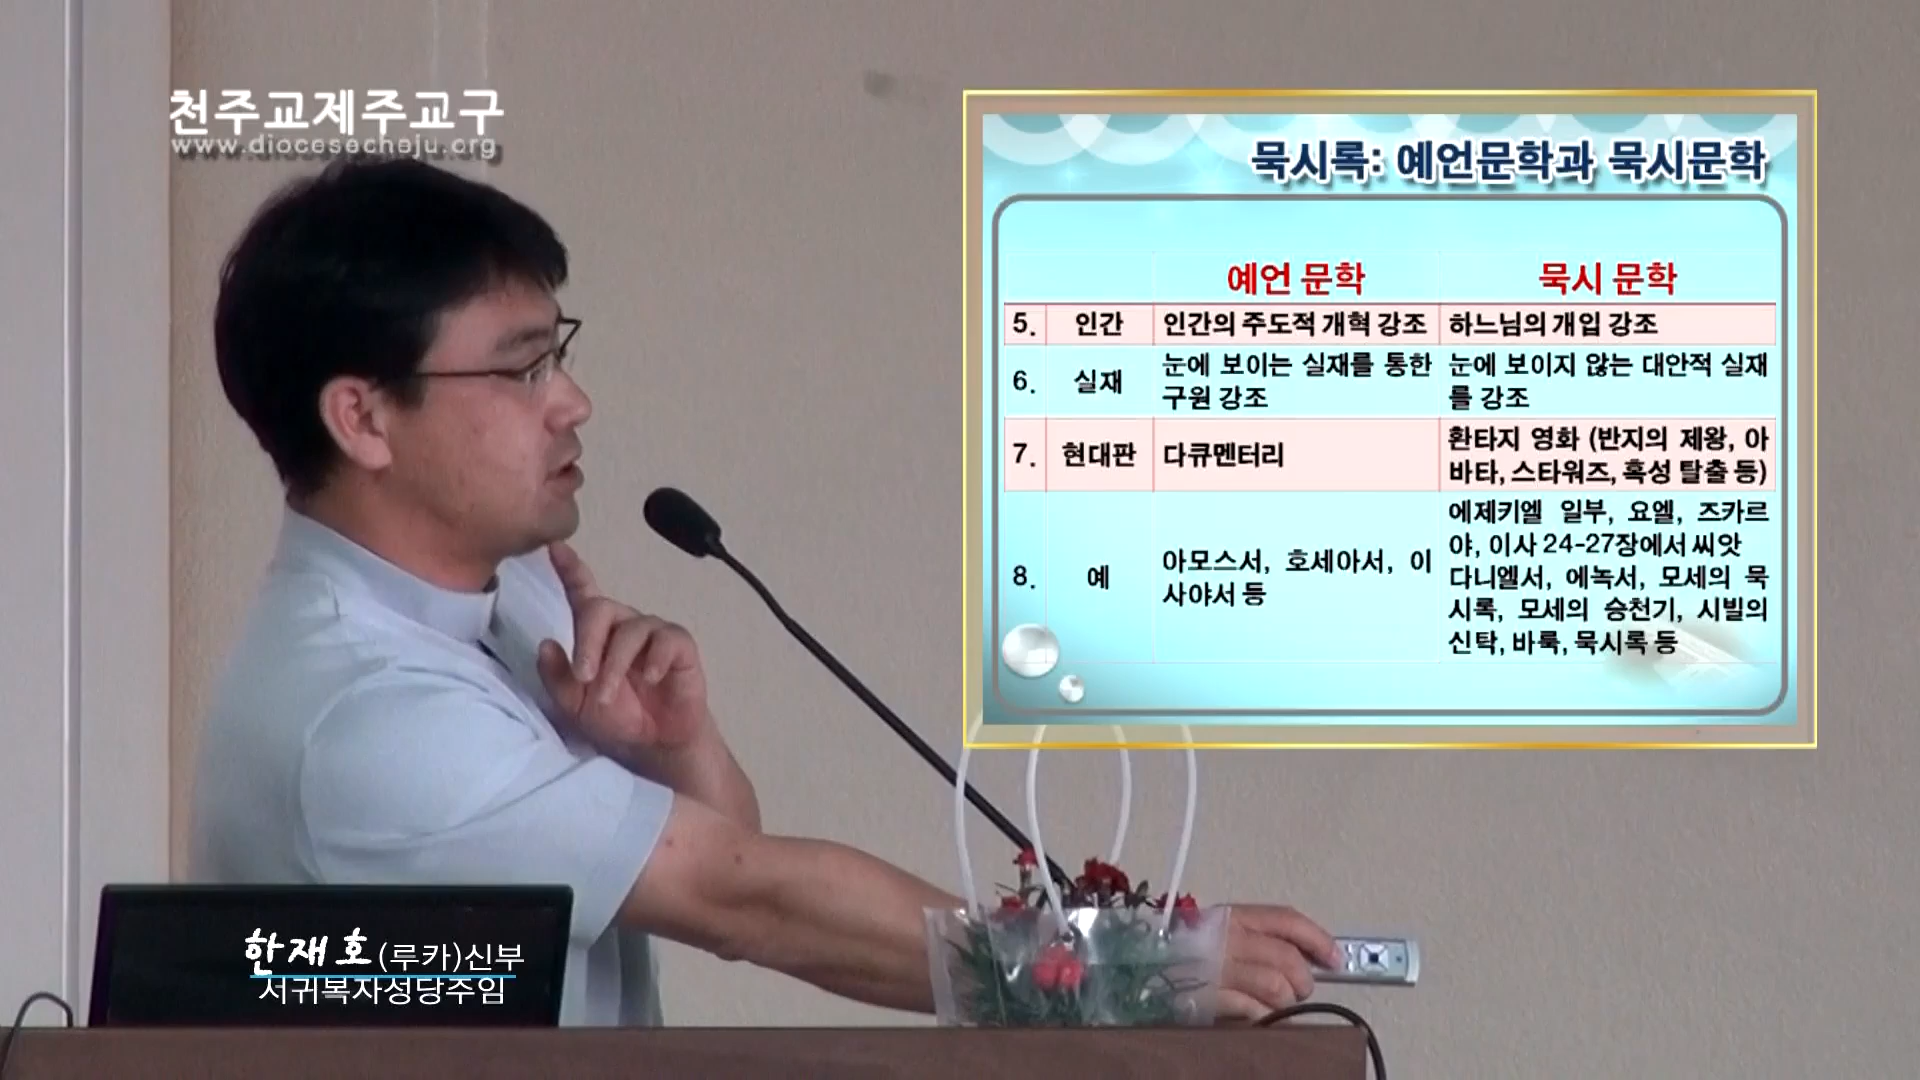 천주교제주교구
www.diocesecheju.org
묵시록: 예언문학과 묵시문학
예언 문학 묵시 문학
5. 인간 인간의 주도적 개혁 강조 하느님의 개입 강조
6. 실재 눈에 보이는 실재를 통한 눈에 보이지 않는 대안적 실재
구원 강조 를 강조
7. 현대판 다큐멘터리 환타지 영화 (반지의 제왕, 아
바타, 스타워즈, 혹성 탈출 등)
8. 예 아모스서, 호세아서, 이 에제키엘 일부, 요엘, 즈카르
사야서 등 야, 이사 24-27장에서 씨앗
다니엘서, 에녹서, 모세의 묵
시록, 모세의 승천기, 시빌의
신탁, 바룩, 묵시록 등
한재호(루카)신부
서귀복자성당주임